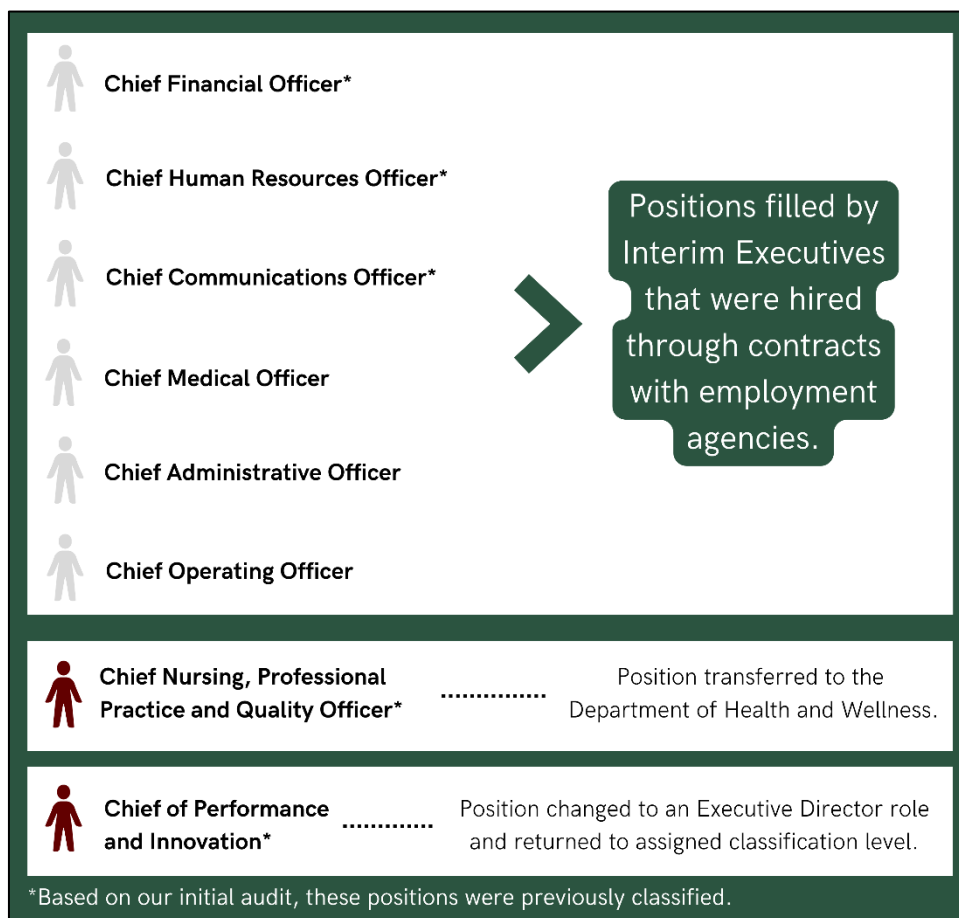 Chief Financial Officer*
Chief Human Resources Officer*
Chief Communications Officer*
Chief Medical Officer
Chief Administrative Officer
Chief Operating Officer
Positions filled by
Interim Executives
that were hired
through contracts
with employment
agencies.
Chief Nursing, Professional
Practice and Quality Officer*
Position transferred to the
Department of Health and Wellness.
Chief of Performance
and Innovation*
Position changed to an Executive Director role
and returned to assigned classification level.
*Based on our initial audit, these positions were previously classified.